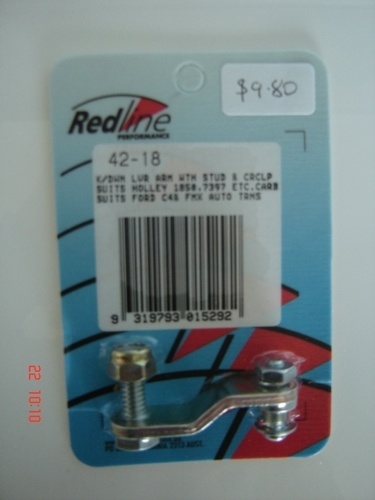 Redline
PERFORMANCE
$9.80
42-18
K/DWN LVR ARM WTH STUD & CRCLP
SUITS HOLLEY 1850.7397 ETC.CARB
SUITS FORD C4& FMX AUTO TRNS
9 319793 015292
22 10:10